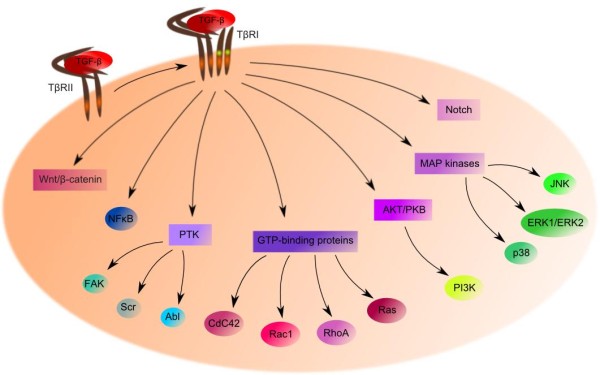 TGF-β
TβRI
TGF-β
TβRII
Notch
MAP kinases
Wnt/β-catenin
JNK
NFκB
AKT/PKB
ERK1/ERK2
PTK
GTP-binding proteins
p38
FAK
PI3K
Scr
Abl
CdC42
Rac1
RhoA
Ras